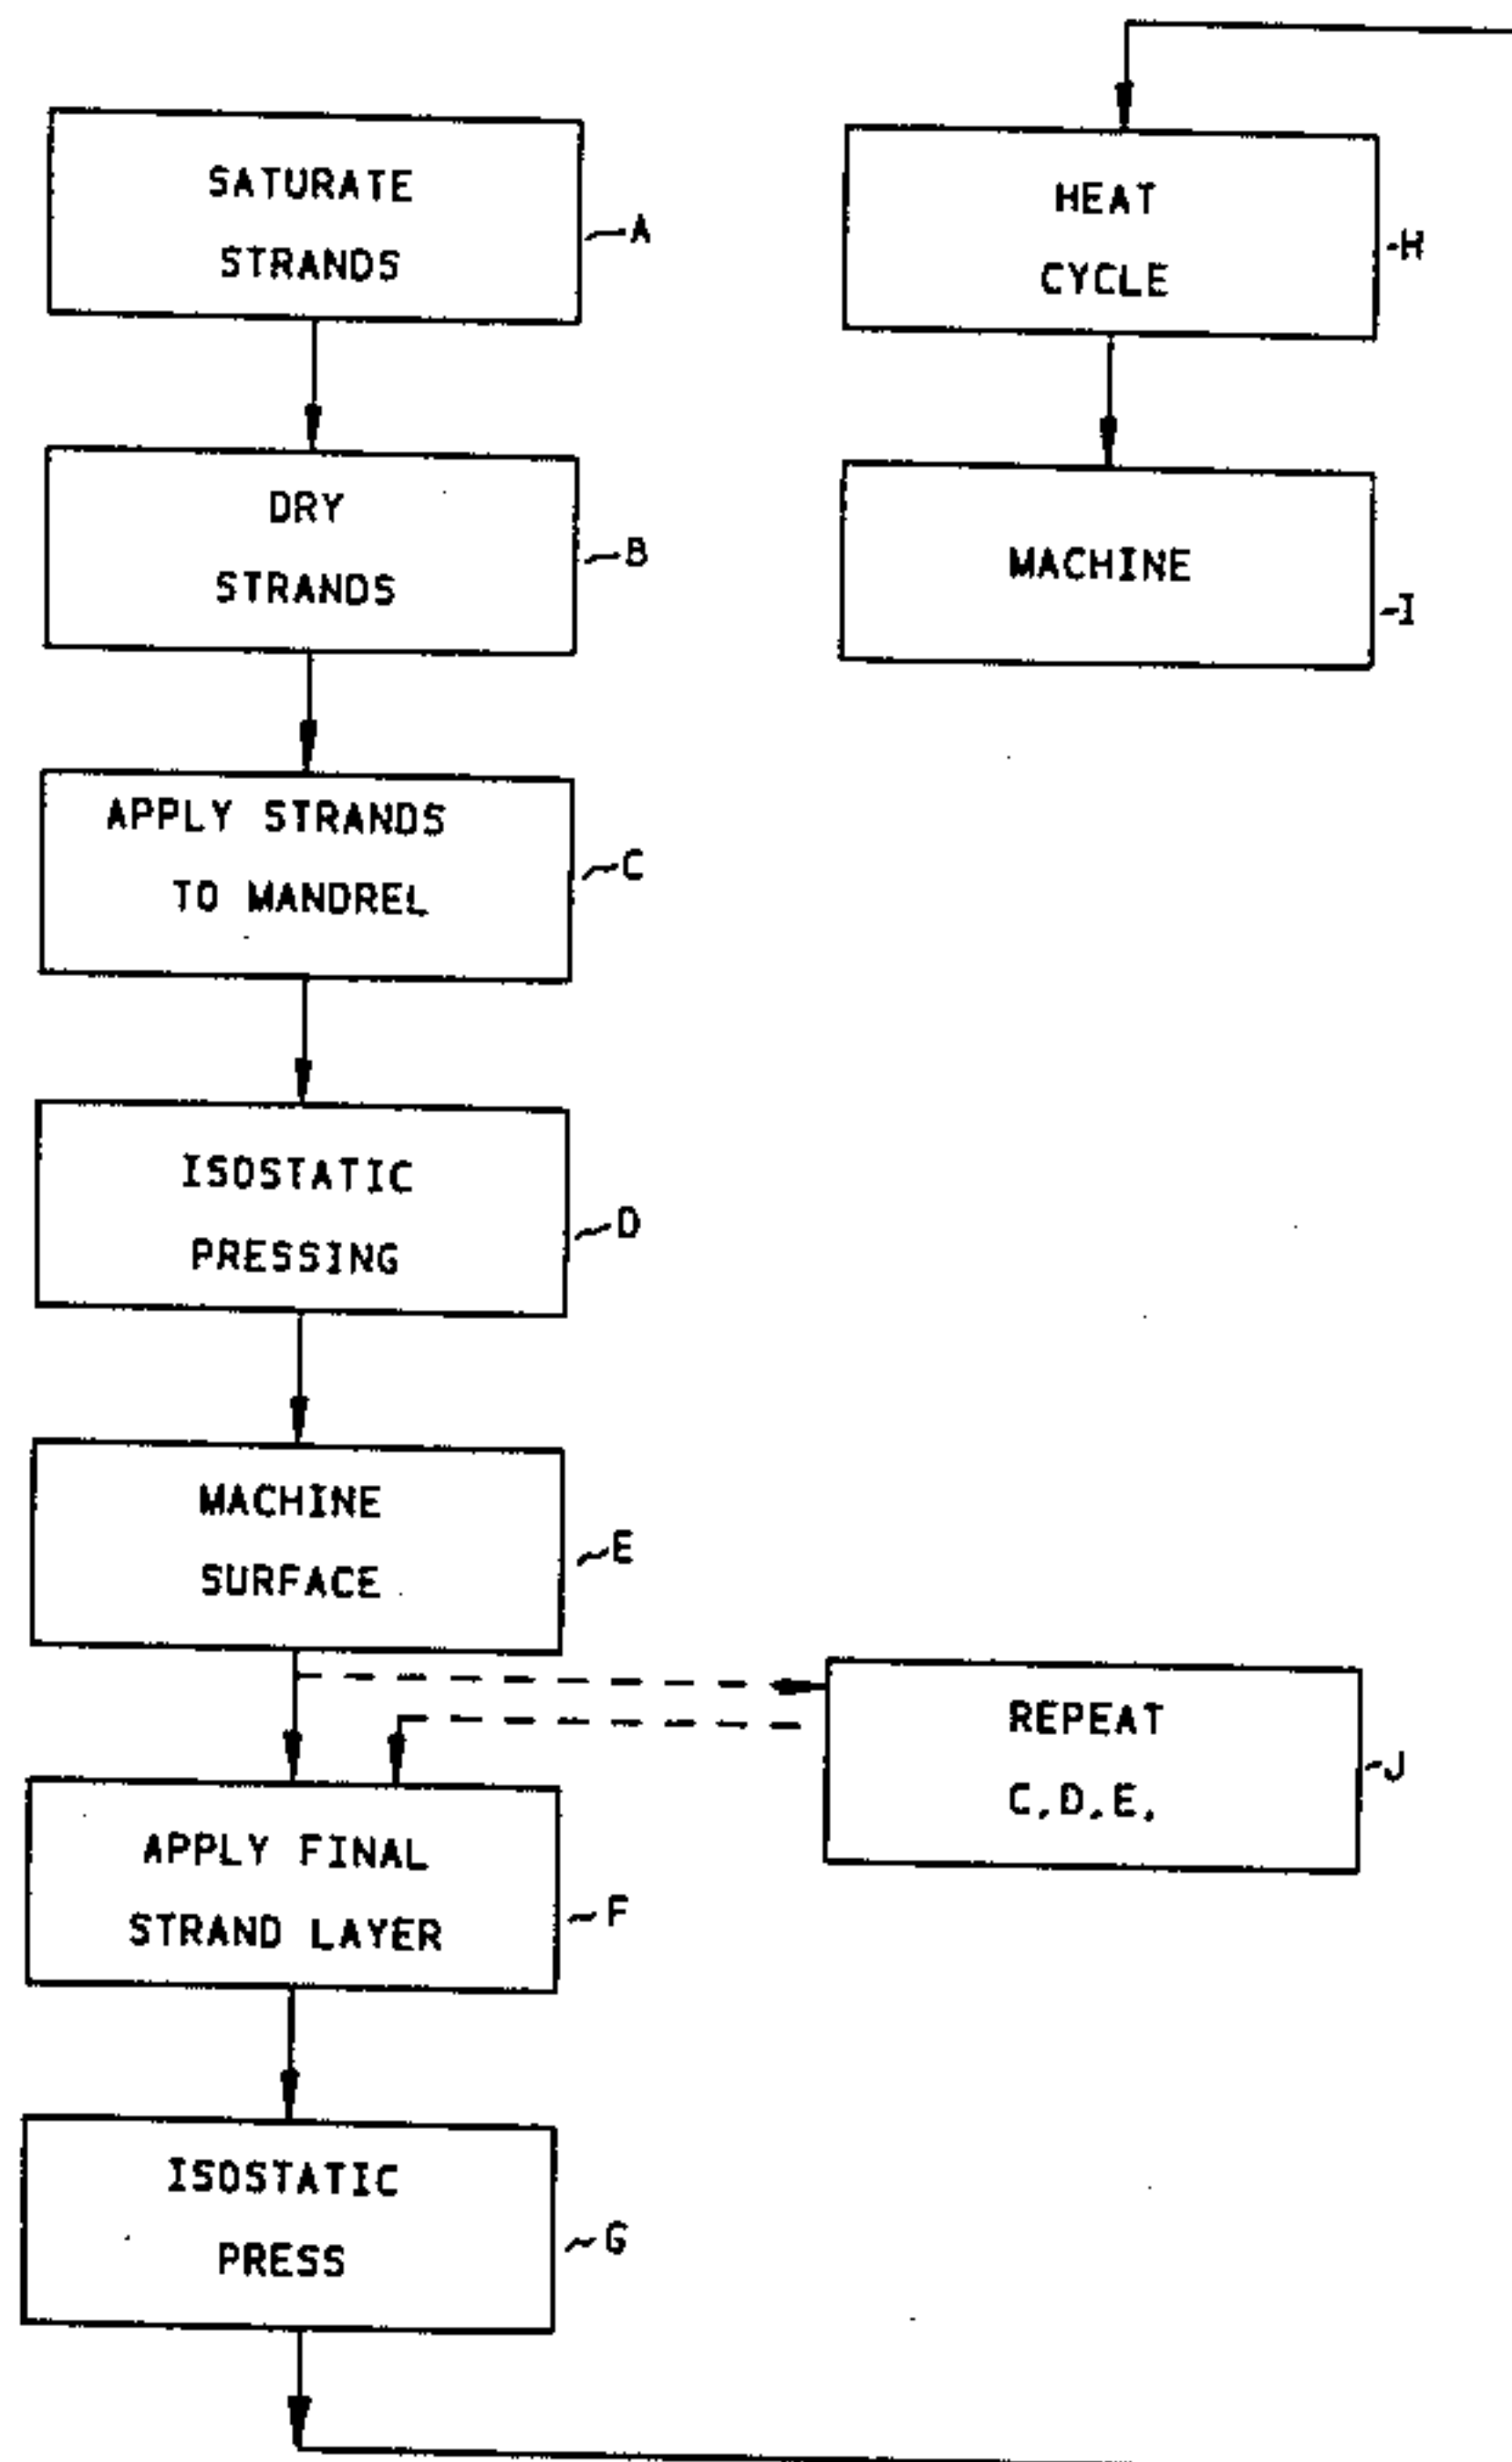 SATURATE
STRANDS
A
DRY
STRANDS
B
APPLY STRANDS
TO MANDREL
C
ISOSTATIC
PRESSING
D
MACHINE
SURFACE
E
APPLY FINAL
STRAND LAYER
F
ISOSTATIC
PRESS
G
HEAT
CYCLE
H
MACHINE
I
REPEAT
C,D,E,
J